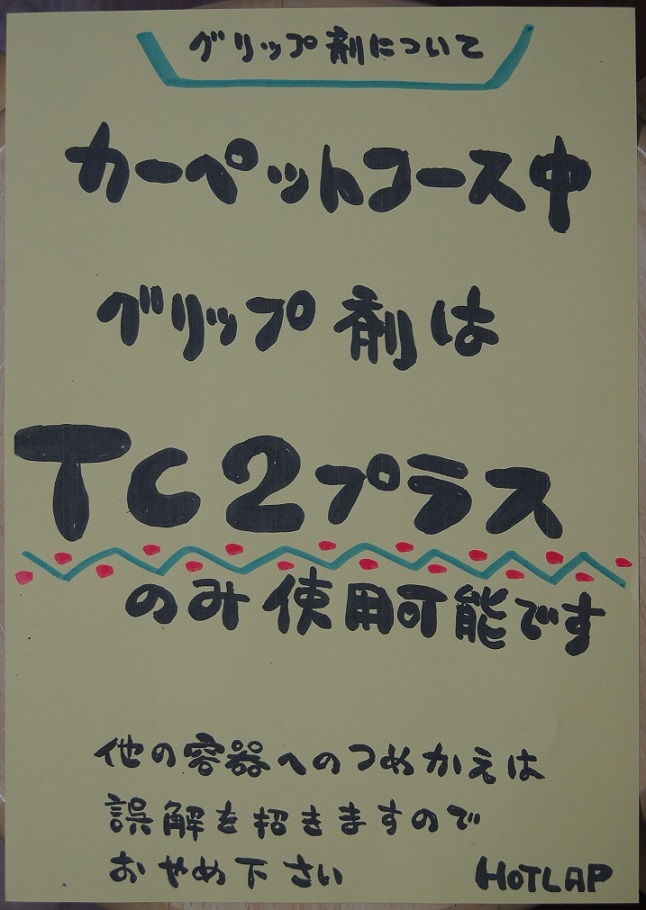 グリップ剤について
カーペットコース中
グリップ剤は
TC2プラス
のみ使用可能です
他の容器へのつめかえは
誤解を招きますので
おやめ下さい HOTLAP